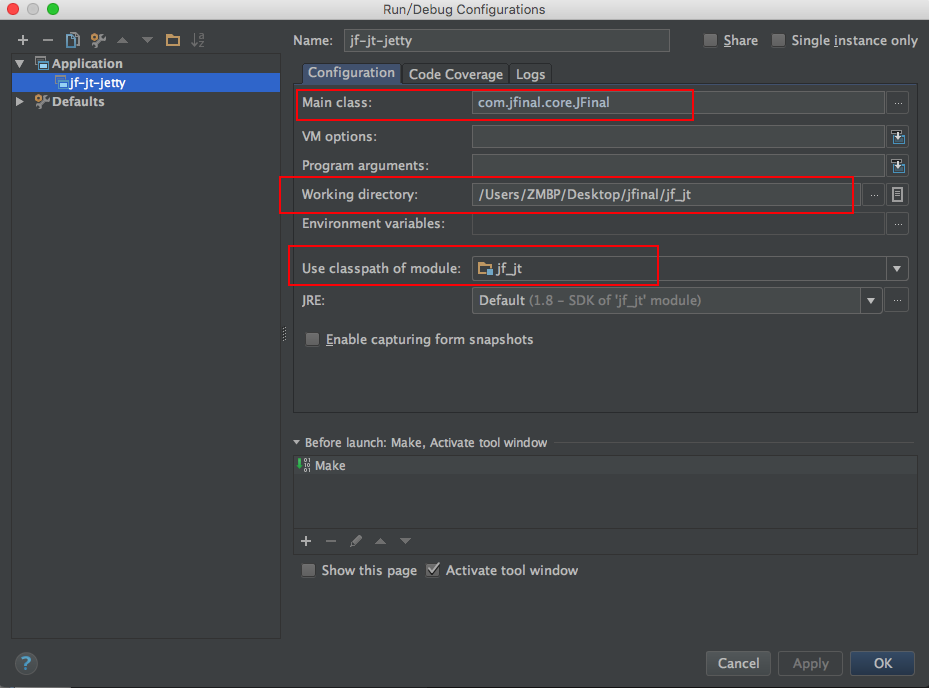 Run/Debug Configurations
Name: jf-jt-jetty Share Single instance only
Application
jf-jt-jetty
Defaults
Configuration Code Coverage Logs
Main class: com.jfinal.core.JFinal ...
VM options:
Program arguments:
Working directory: /Users/ZMBP/Desktop/jfinal/jf_jt ...
Environment variables: ...
Use classpath of module: jf_jt
JRE: Default (1.8 – SDK of 'jf_jt' module) ...
Enable capturing form snapshots
Before launch: Make, Activate tool window
Make
Show this page Activate tool window
? Cancel Apply OK